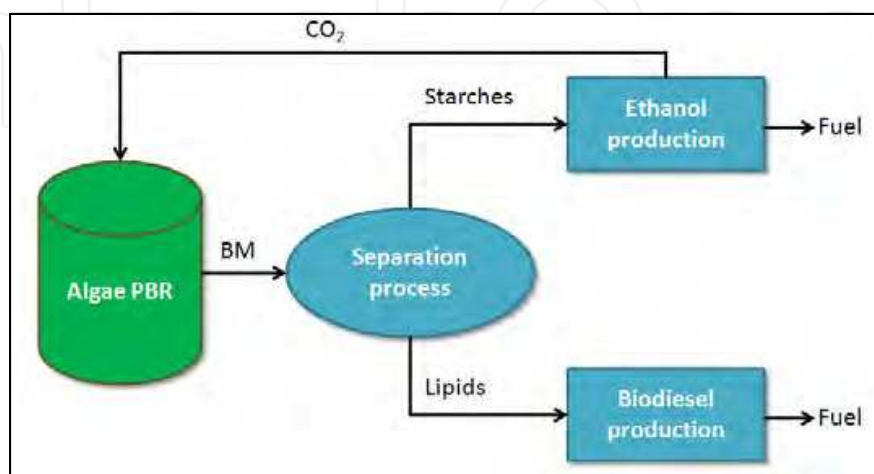 CO₂
Starches
Ethanol
production
Fuel
BM
Algae PBR
Separation
process
Lipids
Biodiesel
production
Fuel